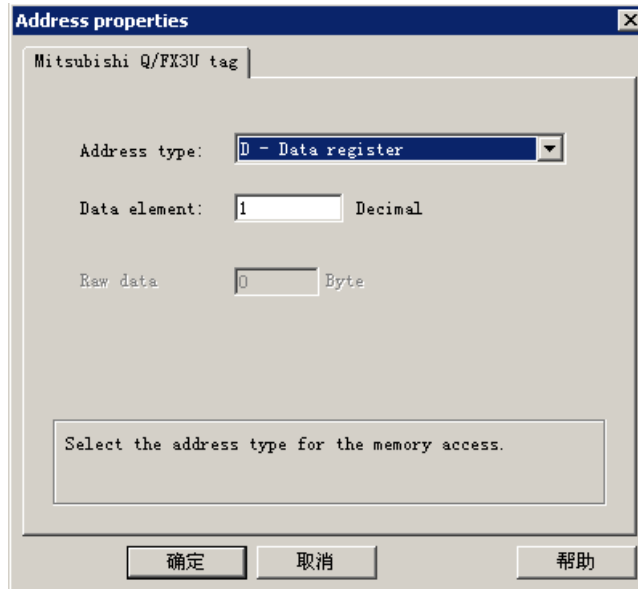 Address properties
Mitsubishi Q/FX3U tag
Address type: D - Data register
Data element: 1 Decimal
Raw data 0 Byte
Select the address type for the memory access.
确定 取消 帮助